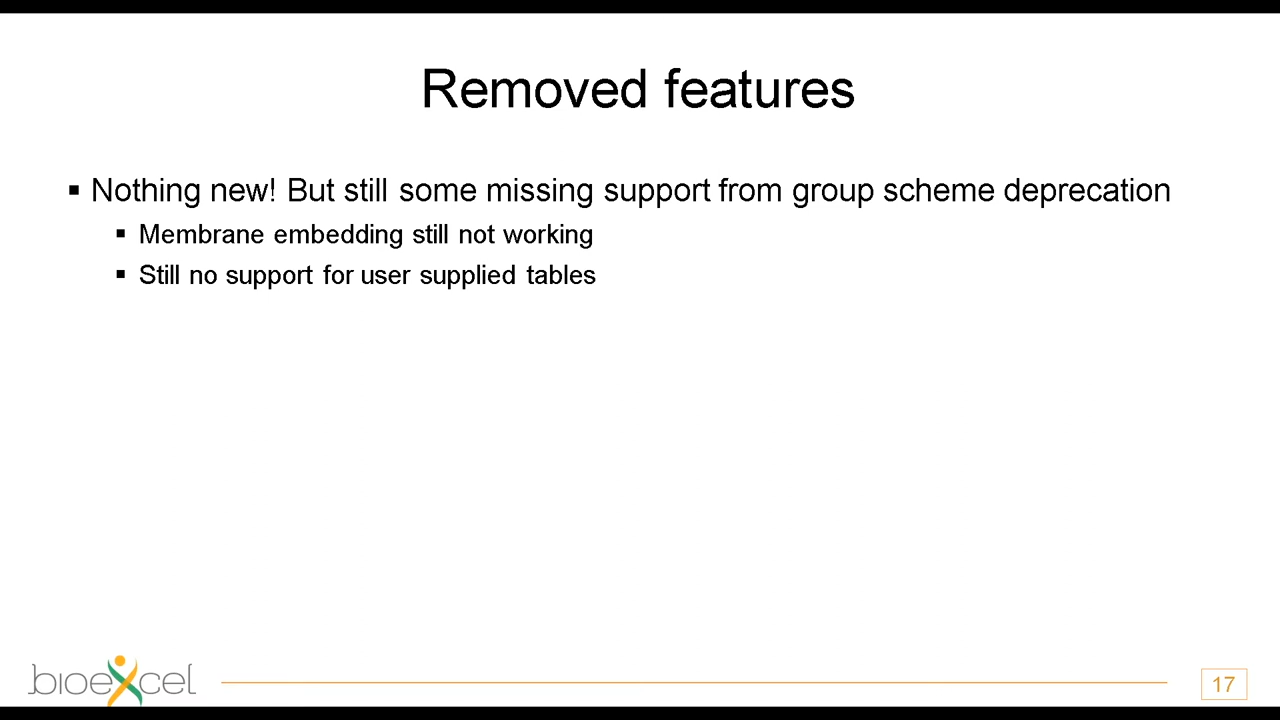 Removed features
▪ Nothing new! But still some missing support from group scheme deprecation
▪ Membrane embedding still not working
▪ Still no support for user supplied tables
bioexcel
17